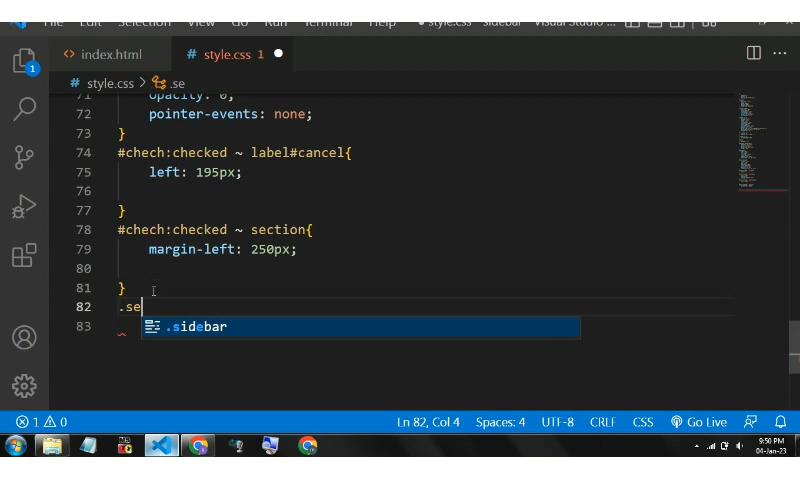 File Edit Selection View Go Run Terminal Help ● style.css sidebar Visual Studio ...
<> index.html # style.css 1 ●
# style.css > .se
71 opacity: 0;
72 pointer-events: none;
73 }
74 #chech:checked ~ label#cancel{
75 left: 195px;
76
77 }
78 #chech:checked ~ section{
79 margin-left: 250px;
80
81 }
82 .se
.sidebar
83
1
1 0 Ln 82, Col 4 Spaces: 4 UTF-8 CRLF CSS Go Live
9:50 PM
04-Jan-23